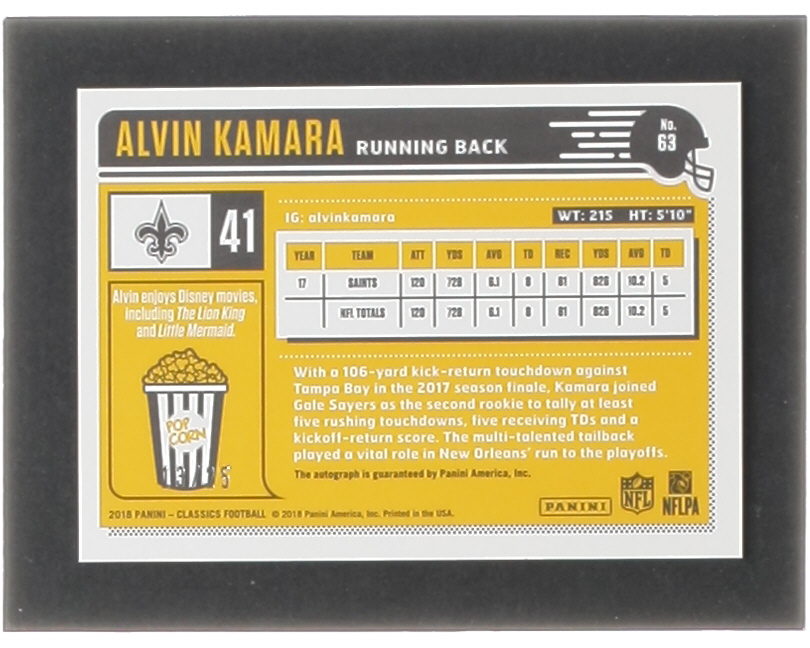 ALVIN KAMARA RUNNING BACK
No.
63
41
IG: alvinkamara WT: 215 HT: 5'10"
YEAR TEAM ATT YDS AVG TD REC YDS AVG TD
17 SAINTS 120 728 6.1 8 81 826 10.2 5
NFL TOTALS 120 728 6.1 8 81 826 10.2 5
Alvin enjoys Disney movies,
including The Lion King
and Little Mermaid.
POP
CORN
With a 106-yard kick-return touchdown against
Tampa Bay in the 2017 season finale, Kamara joined
Gale Sayers as the second rookie to tally at least
five rushing touchdowns, five receiving TDs and a
kickoff-return score. The multi-talented tailback
played a vital role in New Orleans' run to the playoffs.
The autograph is guaranteed by Panini America, Inc.
2018 PANINI – CLASSICS FOOTBALL © 2018 Panini America, Inc. Printed in the USA.
PANINI
NFL
NFLPA